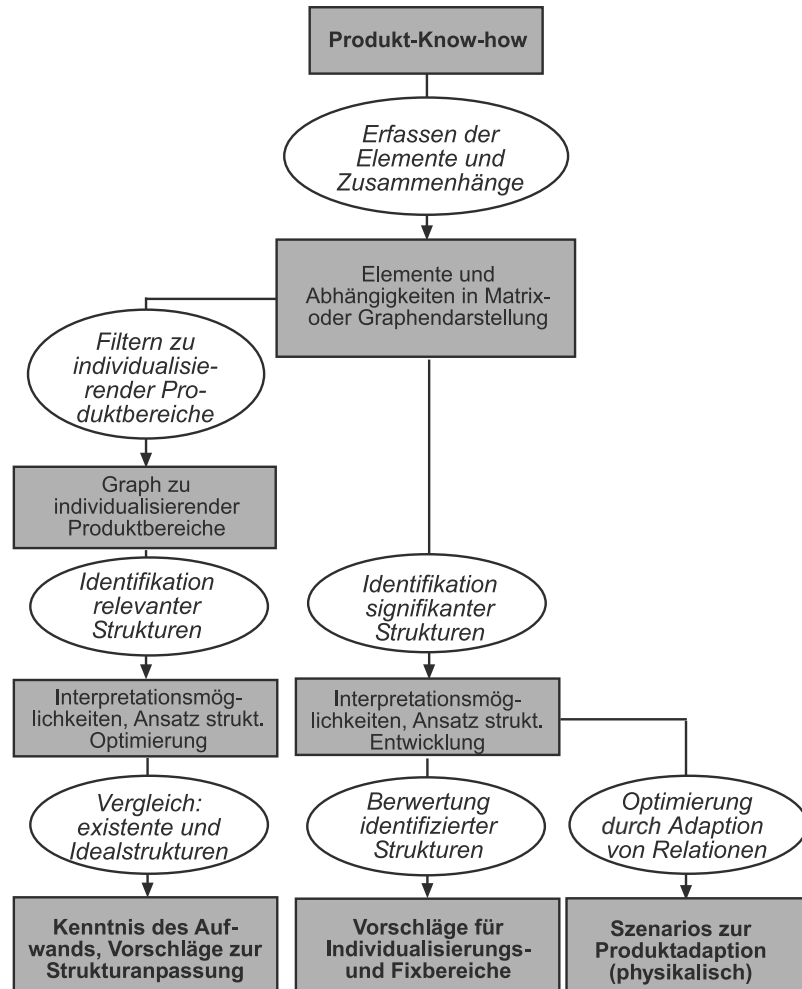 Produkt-Know-how
Erfassen der
Elemente und
Zusammenhänge
Elemente und
Abhängigkeiten in Matrix-
oder Graphendarstellung
Filtern zu
individualisie-
render Pro-
duktbereiche
Graph zu
individualisierender
Produktbereiche
Identifikation
relevanter
Strukturen
Identifikation
signifikanter
Strukturen
Interpretationsmög-
lichkeiten, Ansatz strukt.
Optimierung
Interpretationsmög-
lichkeiten, Ansatz strukt.
Entwicklung
Vergleich:
existente und
Idealstrukturen
Berwertung
identifizierter
Strukturen
Optimierung
durch Adaption
von Relationen
Kenntnis des Auf-
wands, Vorschläge zur
Strukturanpassung
Vorschläge für
Individualisierungs-
und Fixbereiche
Szenarios zur
Produktadaption
(physikalisch)